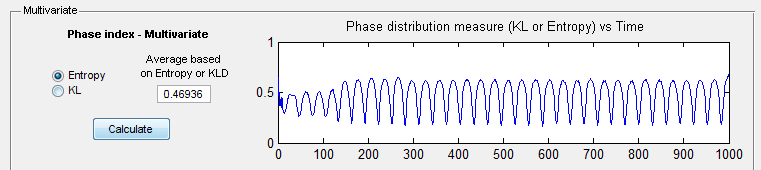 Multivariate
Phase index - Multivariate
Average based
on Entropy or KLD
Entropy
KL
0.46936
Calculate
Phase distribution measure (KL or Entropy) vs Time
1
0.5
0
0 100 200 300 400 500 600 700 800 900 1000